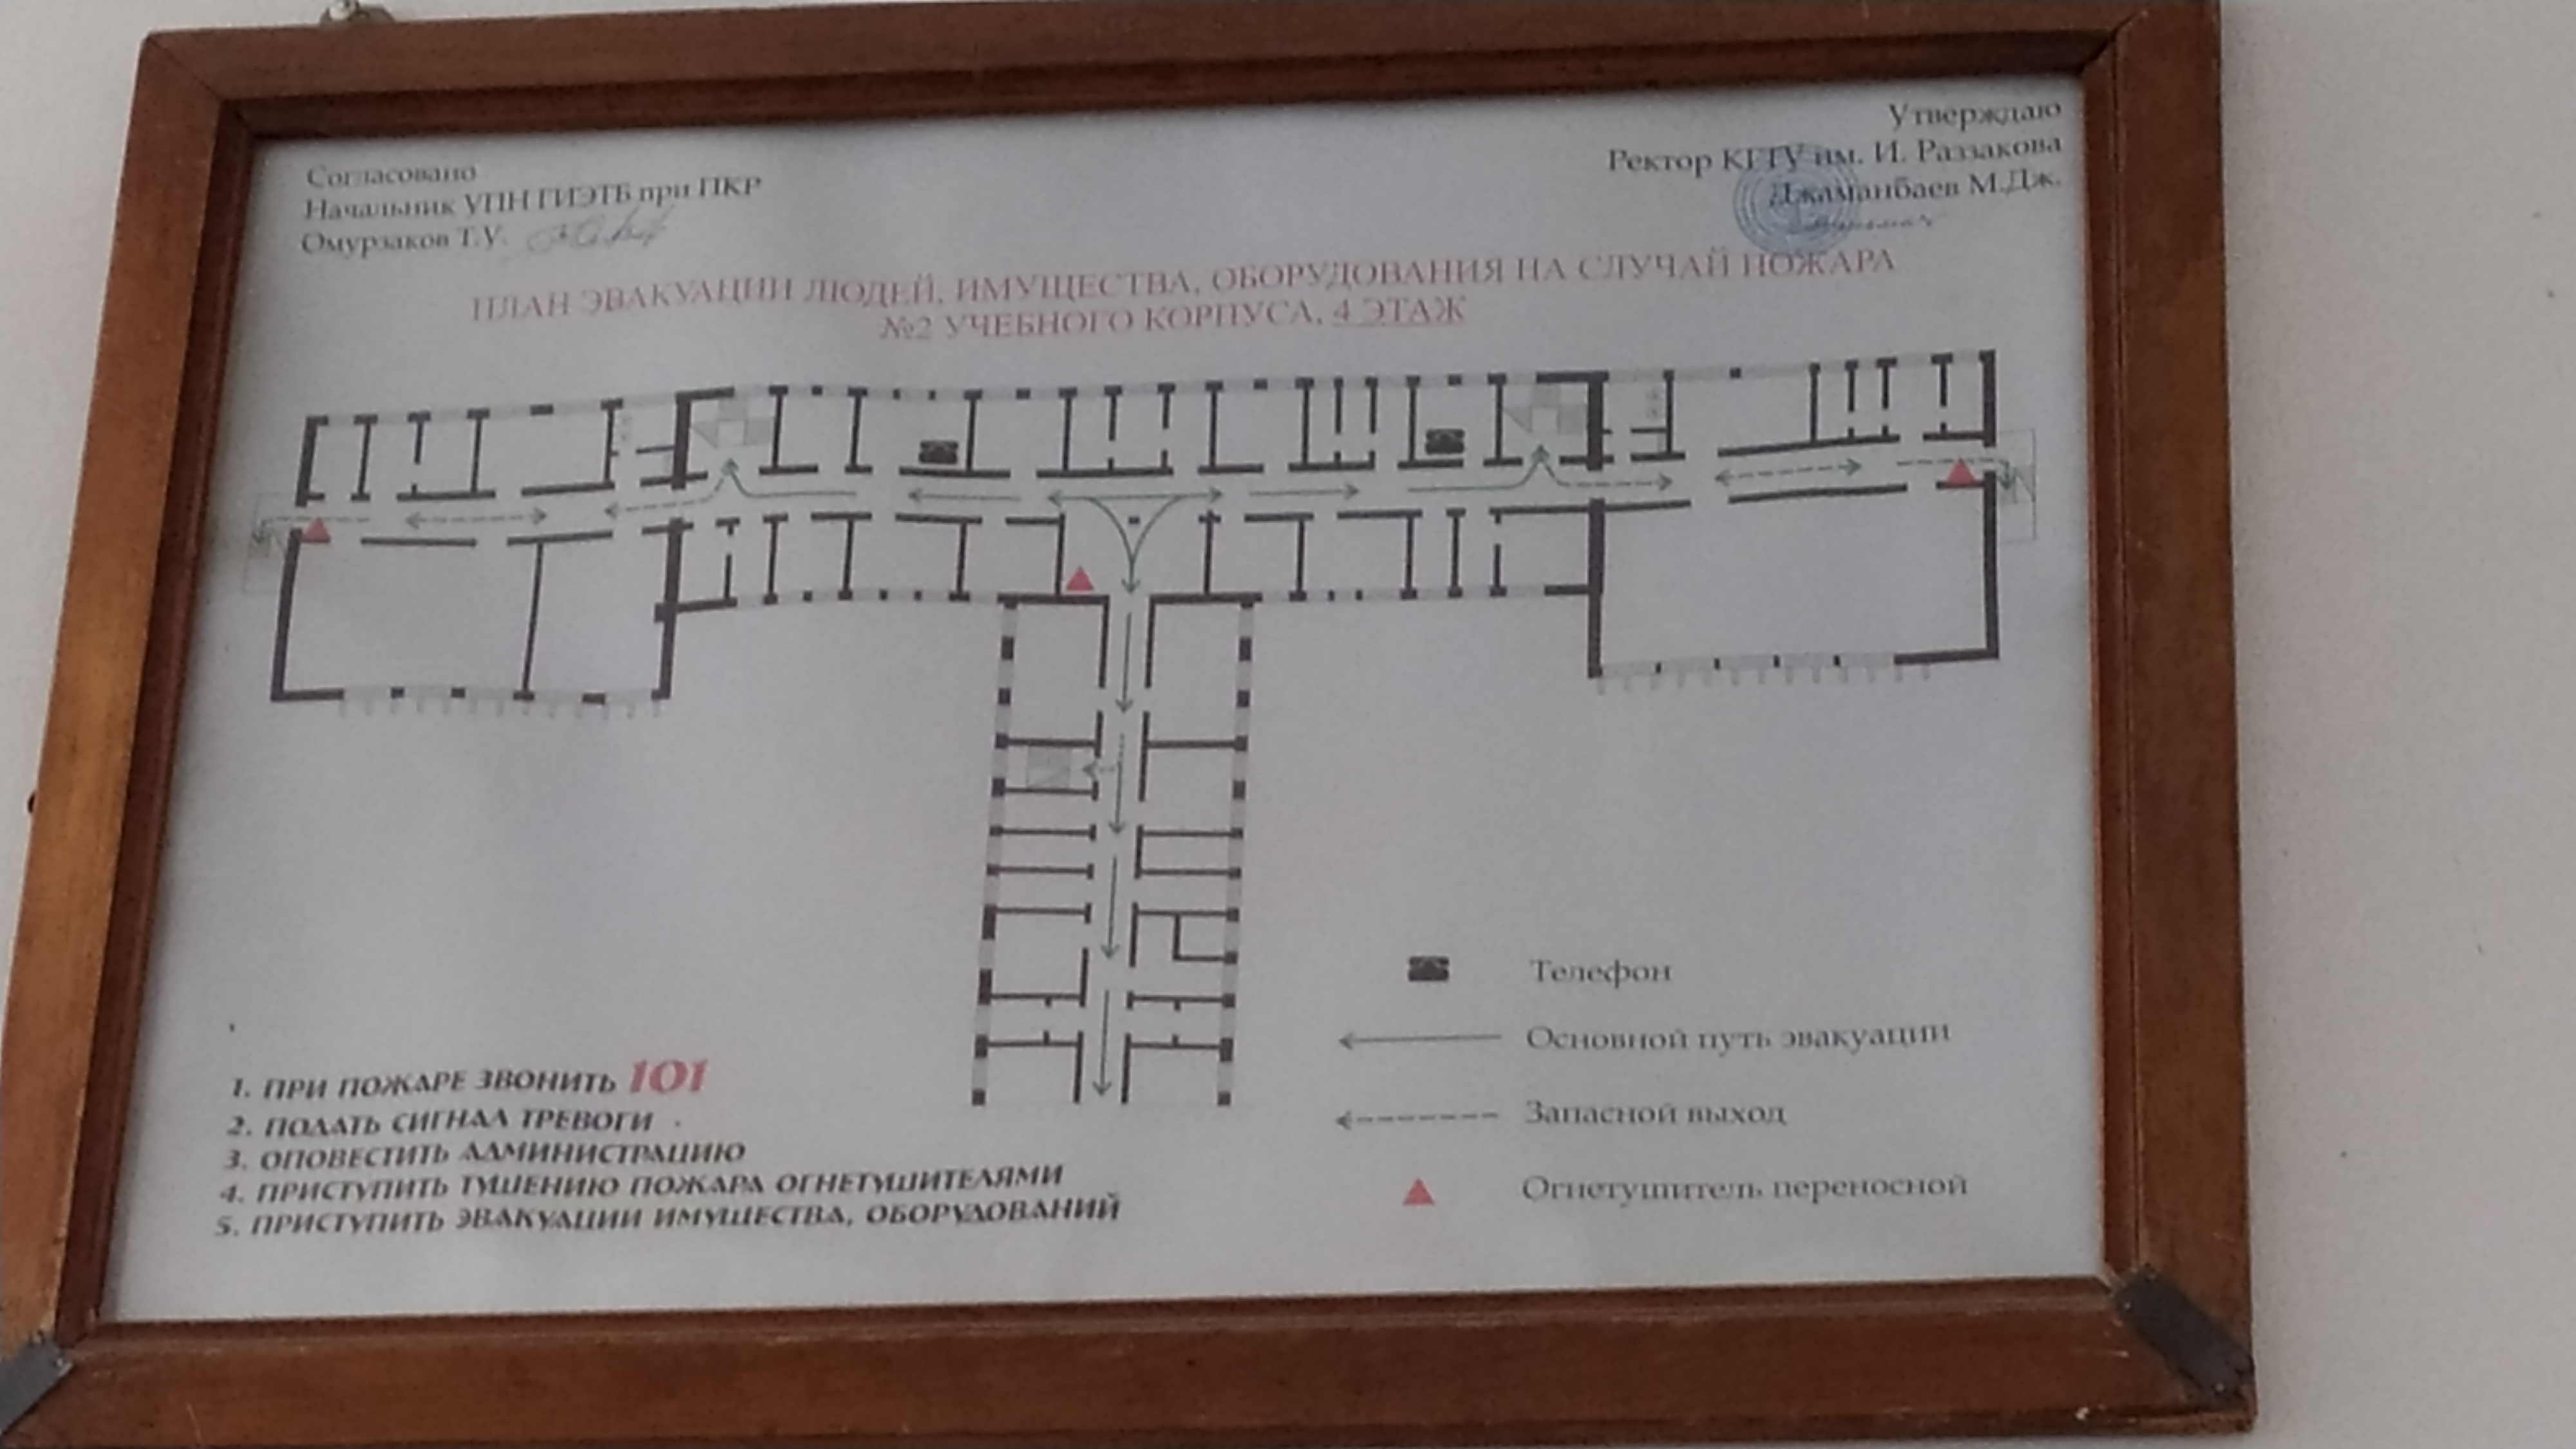 Согласовано
Начальник УПН ГИЭТБ при ПКР
Омурзаков Т.У.
Утверждаю
Ректор КГТУ им. И. Раззакова
Джаманбаев М.Дж.
ПЛАН ЭВАКУАЦИИ ЛЮДЕЙ, ИМУЩЕСТВА, ОБОРУДОВАНИЯ НА СЛУЧАЙ ПОЖАРА
№2 УЧЕБНОГО КОРПУСА, 4 ЭТАЖ
Телефон
Основной путь эвакуации
Запасной выход
Огнетушитель переносной
1. ПРИ ПОЖАРЕ ЗВОНИТЬ 101
2. ПОДАТЬ СИГНАЛ ТРЕВОГИ
3. ОПОВЕСТИТЬ АДМИНИСТРАЦИЮ
4. ПРИСТУПИТЬ ТУШЕНИЮ ПОЖАРА ОГНЕТУШИТЕЛЯМИ
5. ПРИСТУПИТЬ ЭВАКУАЦИИ ИМУЩЕСТВА, ОБОРУДОВАНИЙ